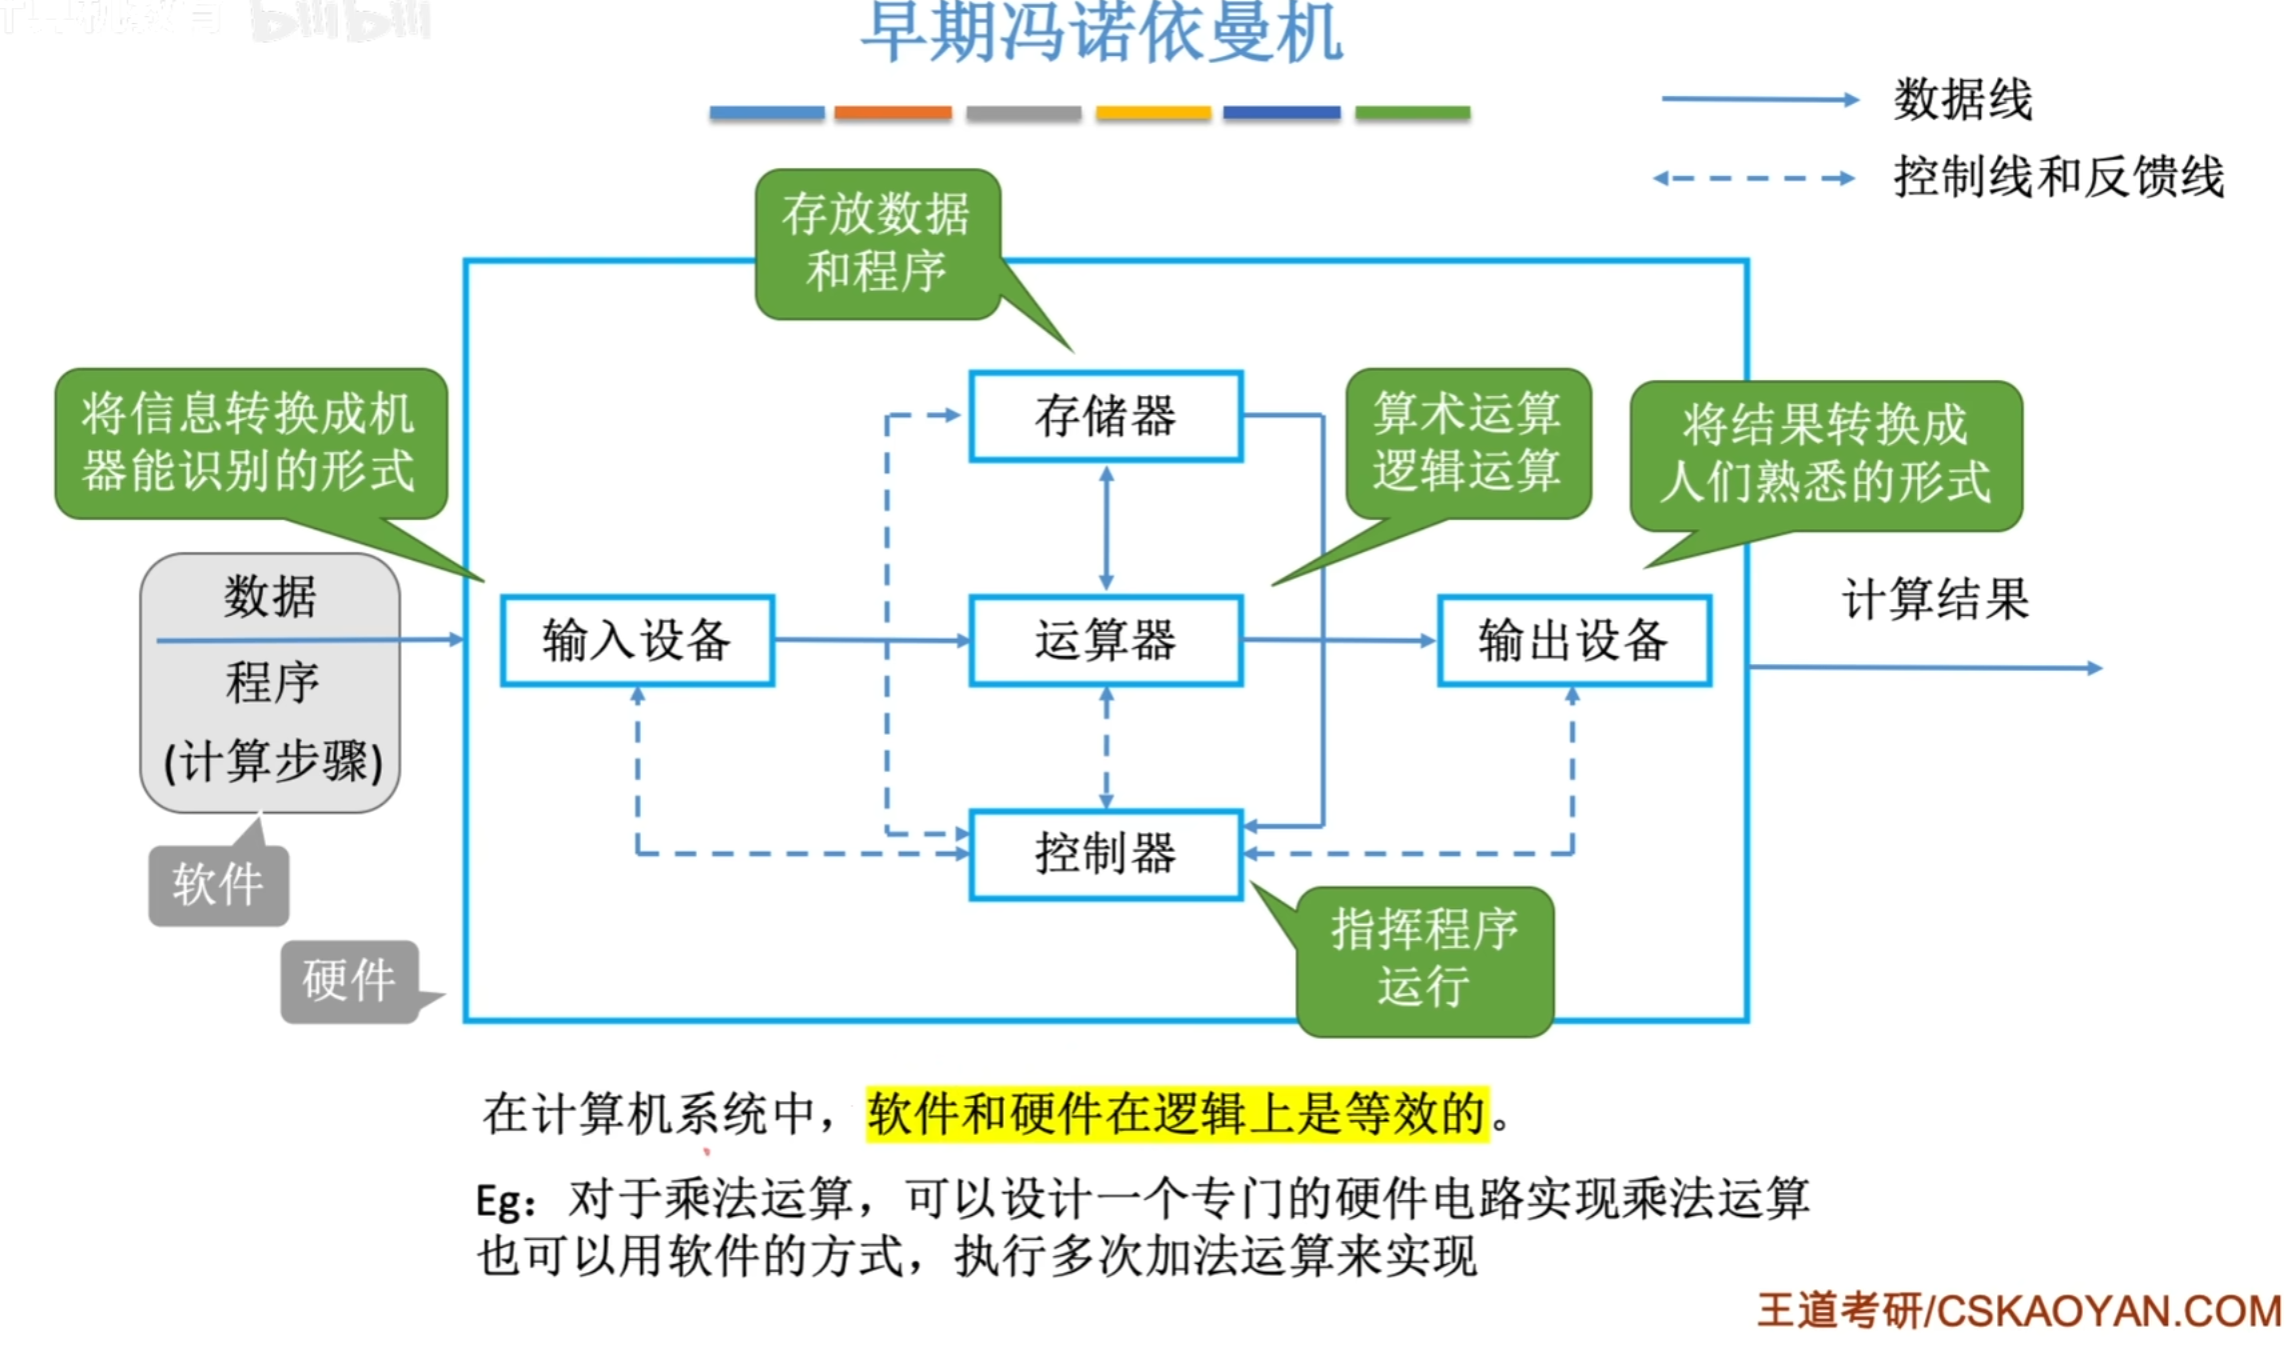 bilibili
早期冯诺依曼机
数据线
控制线和反馈线
存放数据
和程序
将信息转换成机
器能识别的形式
存储器
算术运算
逻辑运算
将结果转换成
人们熟悉的形式
数据
程序
(计算步骤)
输入设备
运算器
输出设备
计算结果
软件
控制器
硬件
指挥程序
运行
在计算机系统中，软件和硬件在逻辑上是等效的。
Eg：对于乘法运算，可以设计一个专门的硬件电路实现乘法运算
也可以用软件的方式，执行多次加法运算来实现
王道考研/CSKAOYAN.COM